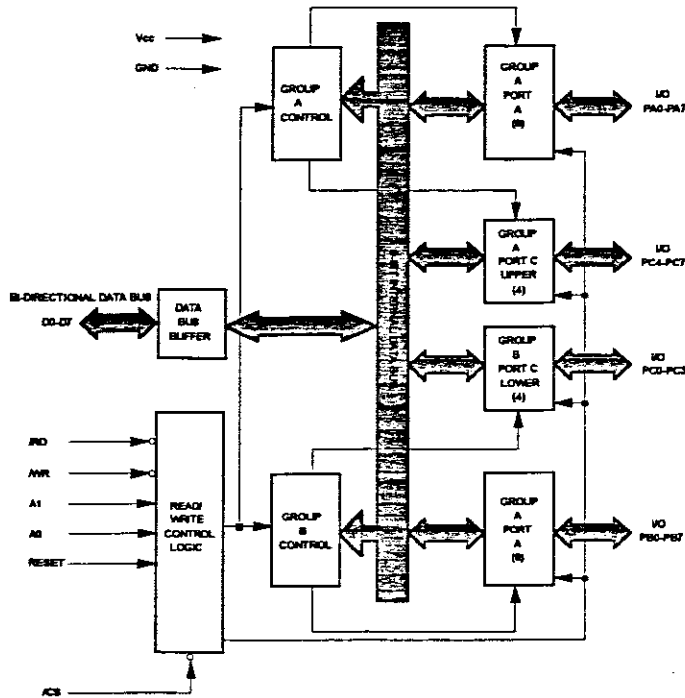 Vcc
GND
GROUP
A
CONTROL
GROUP
A
PORT
A
(8)
I/O
PA0-PA7
GROUP
A
PORT C
UPPER
(4)
I/O
PC4-PC7
BI-DIRECTIONAL DATA BUS
D0-D7
DATA
BUS
BUFFER
GROUP
B
PORT C
LOWER
(4)
I/O
PC0-PC3
/RD
/WR
A1
A0
RESET
READ/
WRITE
CONTROL
LOGIC
GROUP
B
CONTROL
GROUP
A
PORT
A
(8)
I/O
PB0-PB7
/CS